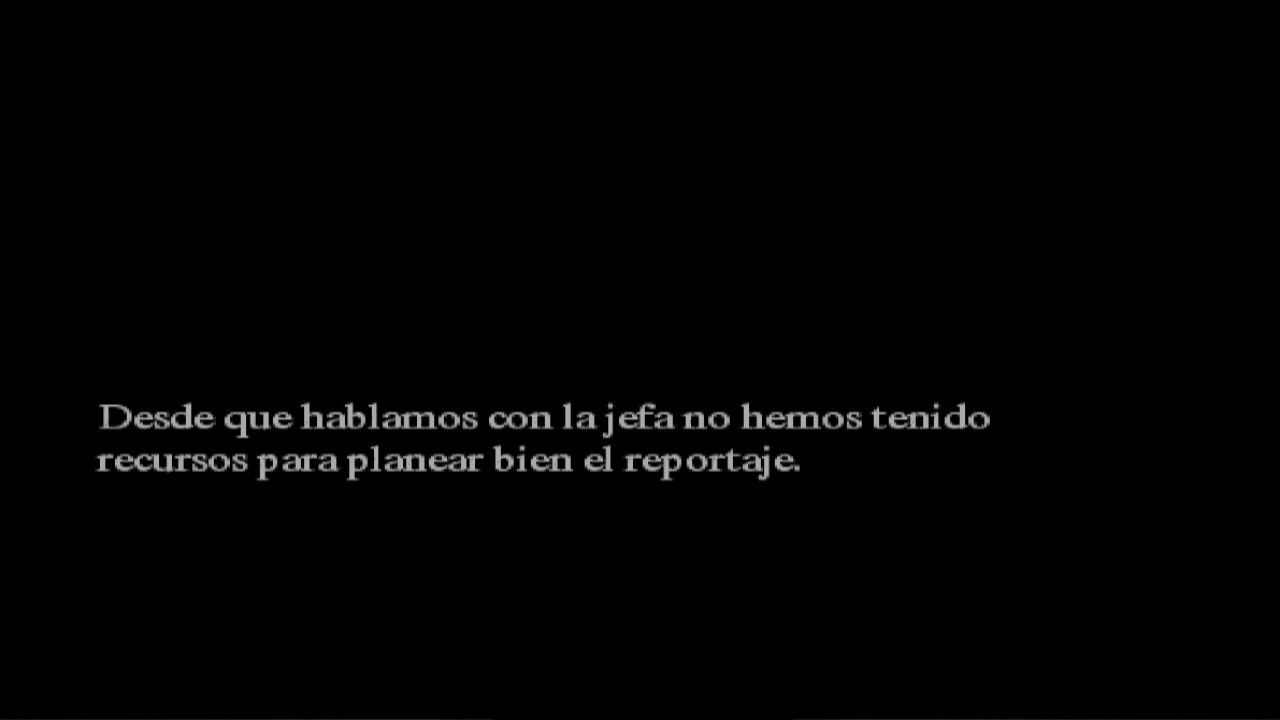 Desde que hablamos con la jefa no hemos tenido
recursos para planear bien el reportaje.